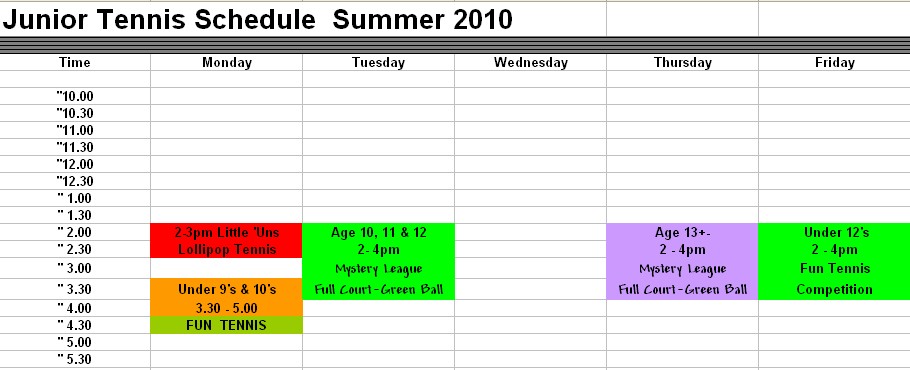 Junior Tennis Schedule Summer 2010
Time Monday Tuesday Wednesday Thursday Friday
"10.00
"10.30
"11.00
"11.30
"12.00
"12.30
" 1.00
" 1.30
" 2.00 2-3pm Little 'Uns Age 10, 11 & 12 Age 13+- Under 12's
" 2.30 Lollipop Tennis 2- 4pm 2 - 4pm 2 - 4pm
" 3.00 Mystery League Mystery League Fun Tennis
" 3.30 Under 9's & 10's Full Court-Green Ball Full Court-Green Ball Competition
" 4.00 3.30 - 5.00
" 4.30 FUN TENNIS
" 5.00
" 5.30